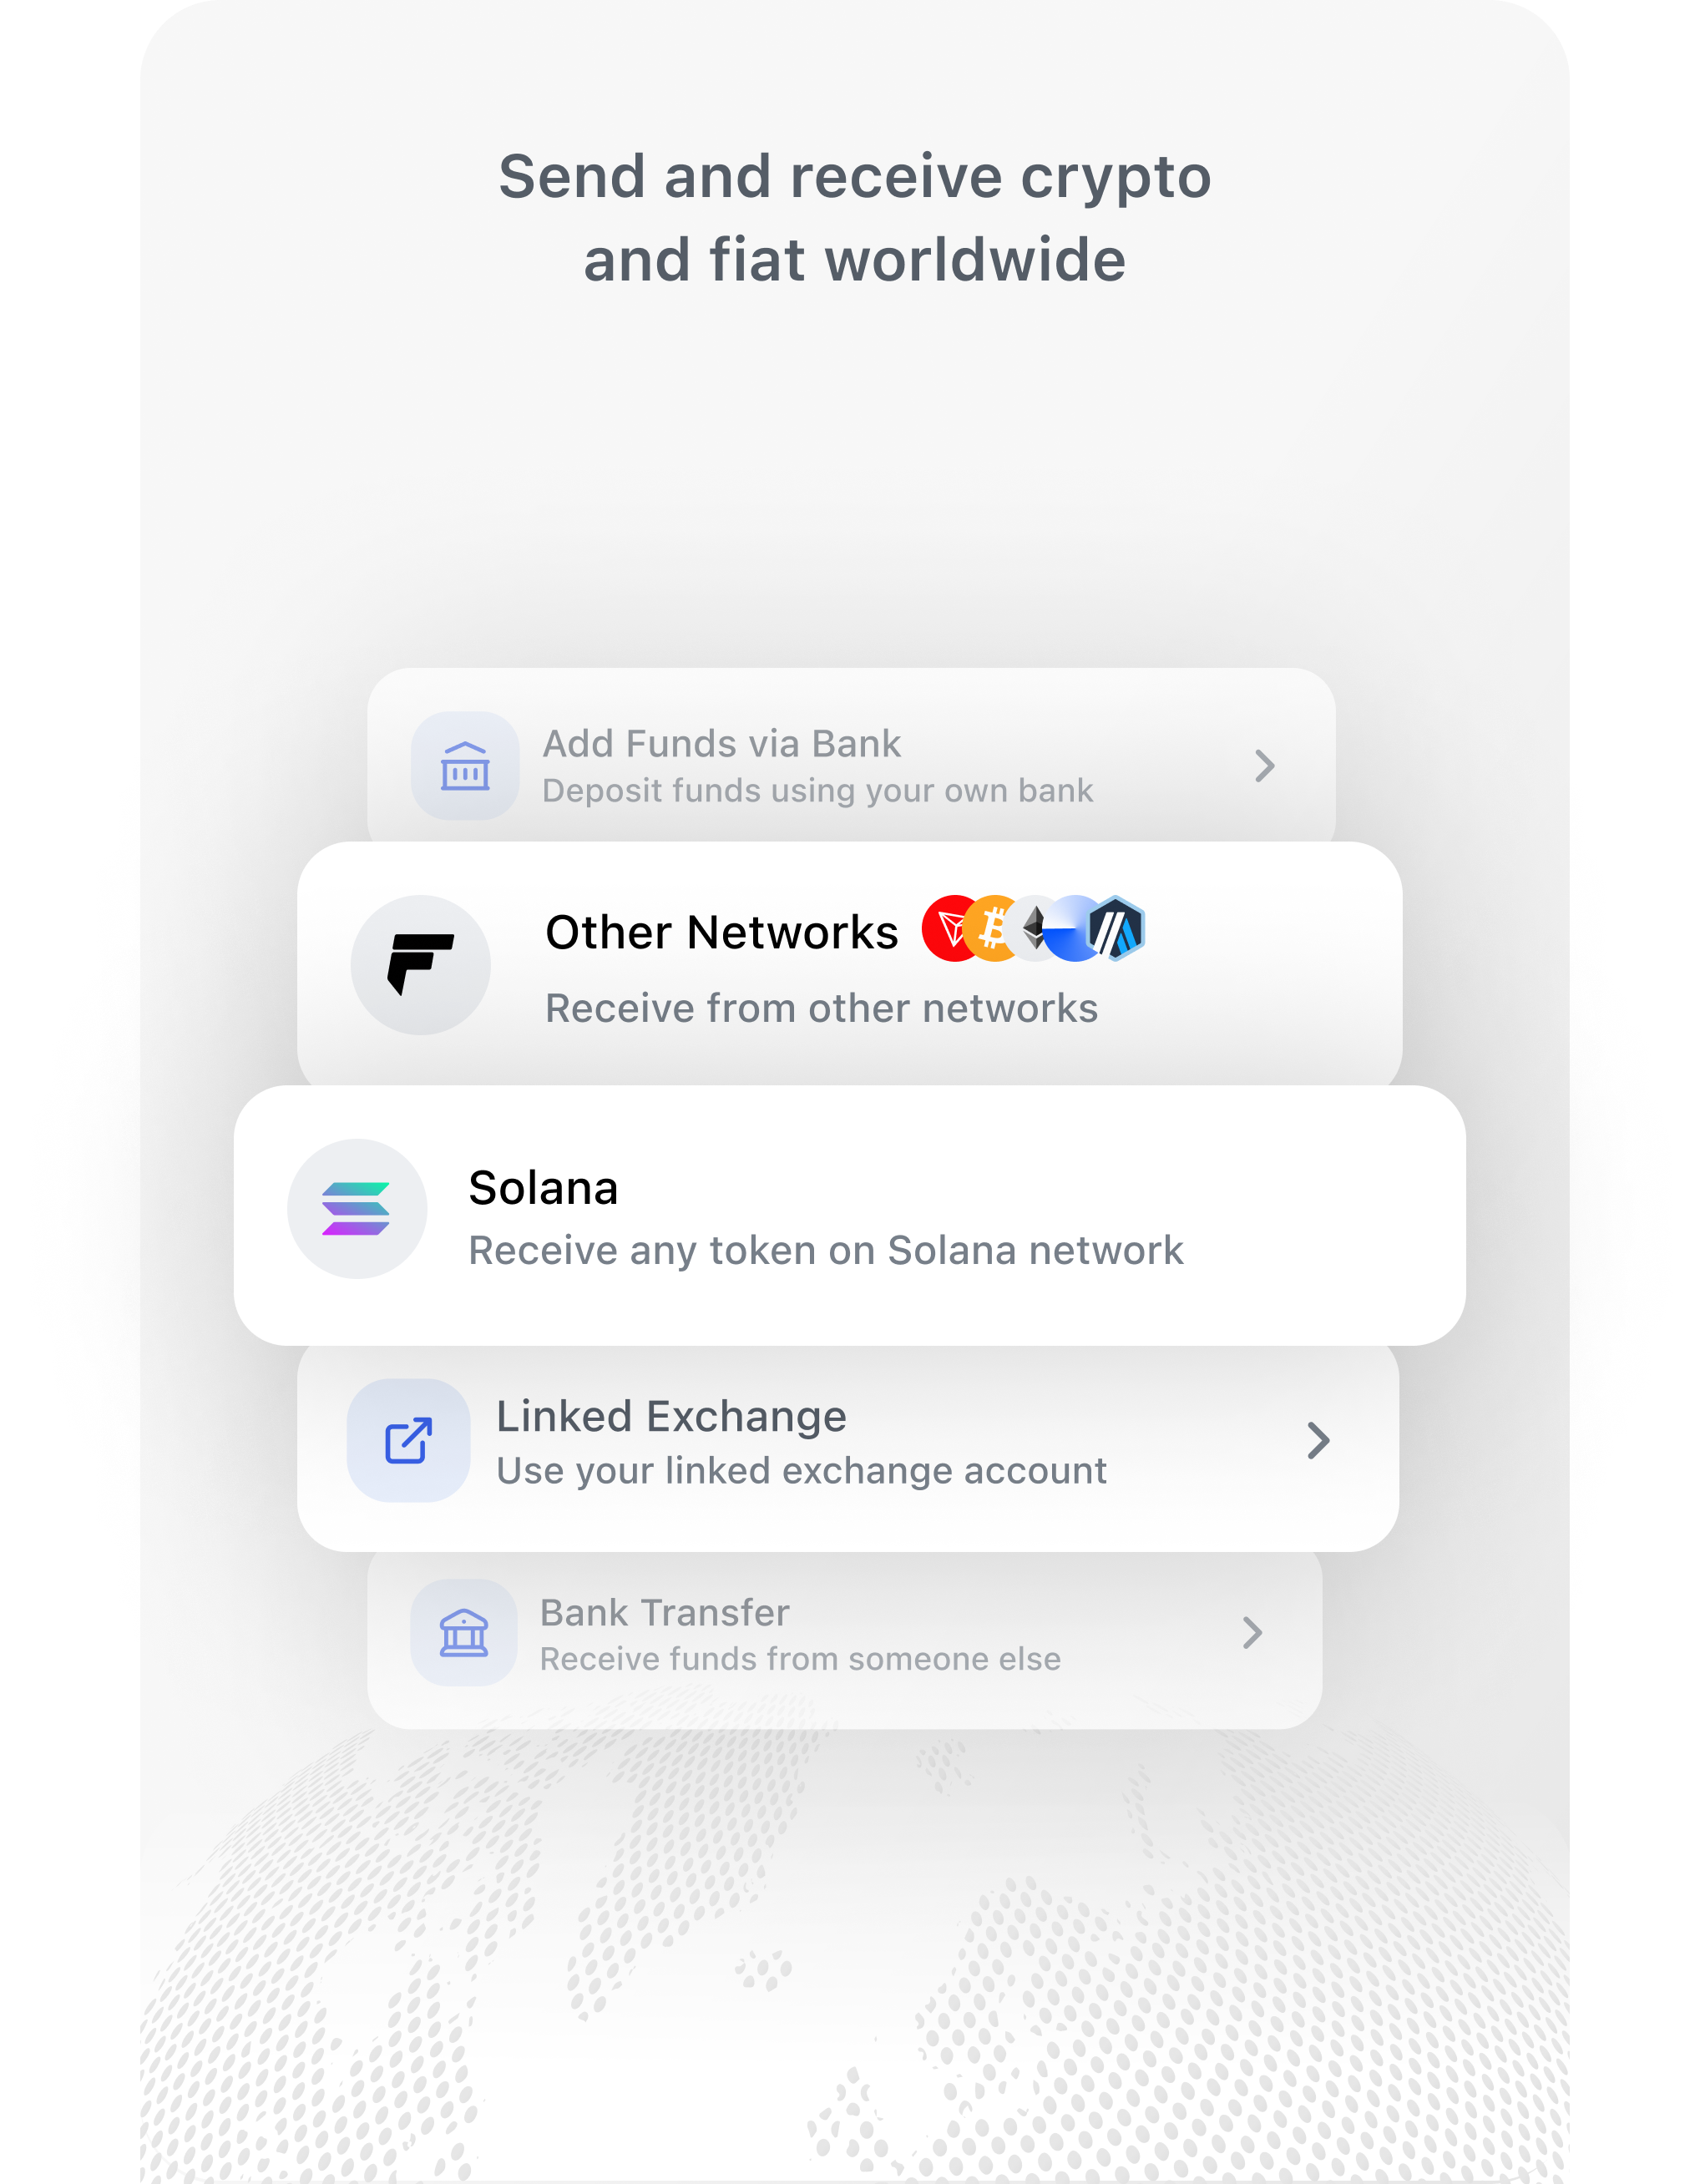 Send and receive crypto
and fiat worldwide
Add Funds via Bank
Deposit funds using your own bank
Other Networks
Receive from other networks
Solana
Receive any token on Solana network
Linked Exchange
Use your linked exchange account
Bank Transfer
Receive funds from someone else